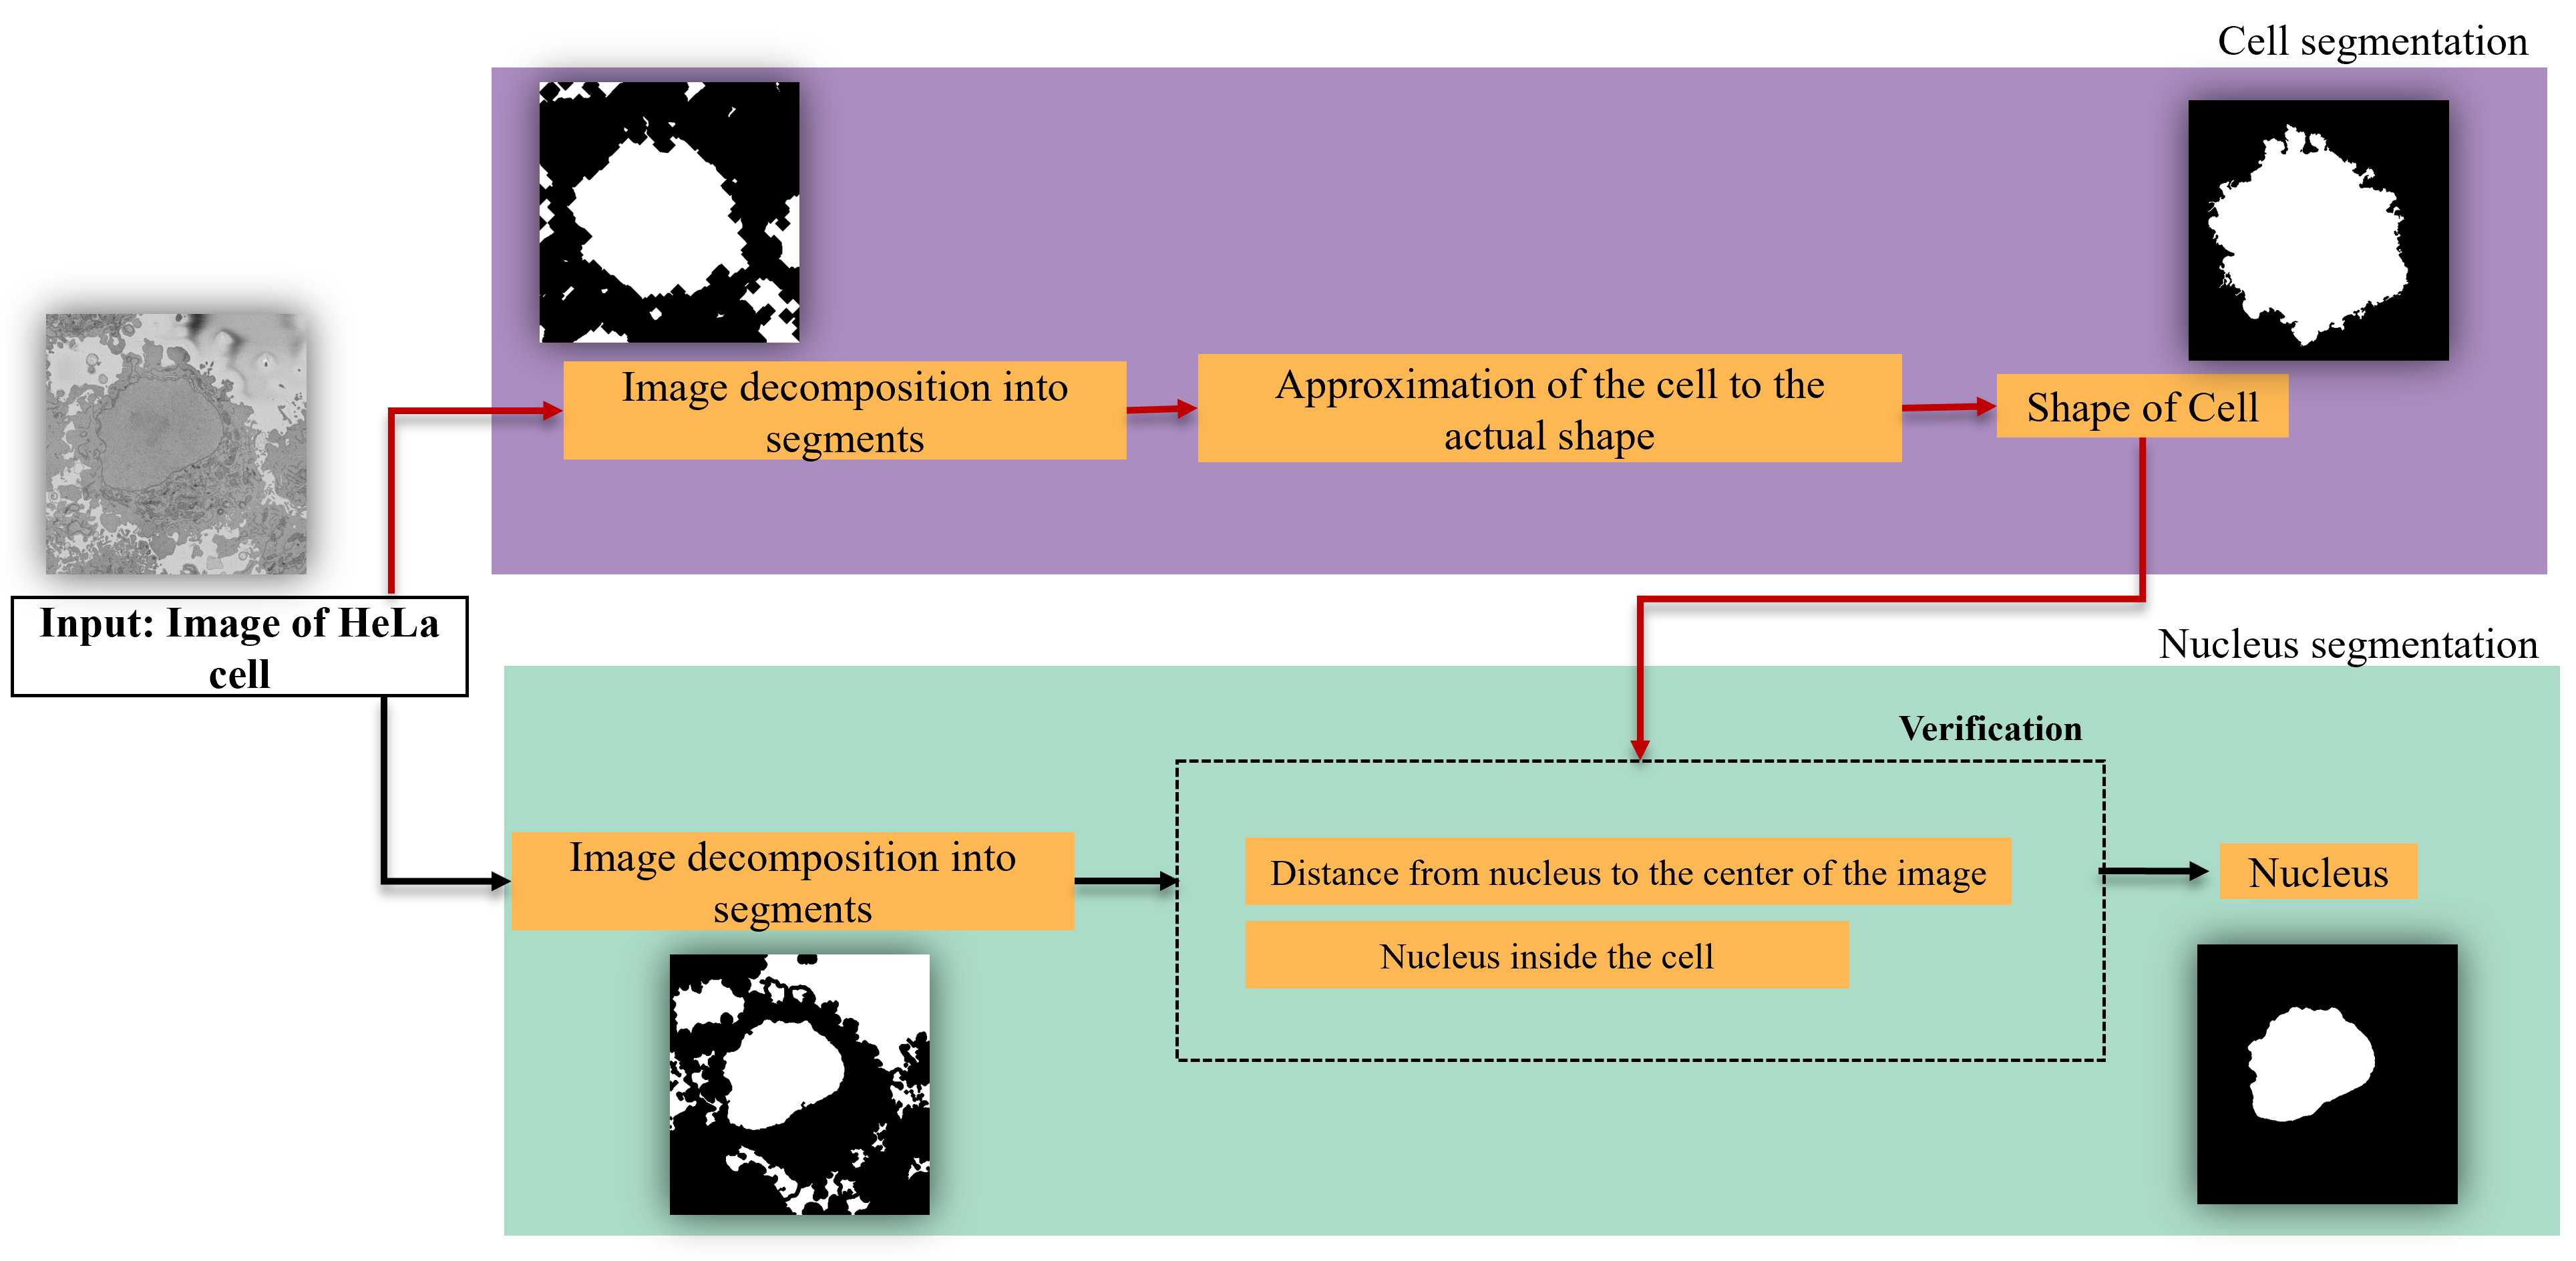 Cell segmentation
Image decomposition into
segments
Approximation of the cell to the
actual shape
Shape of Cell
Input: Image of HeLa
cell
Nucleus segmentation
Verification
Image decomposition into
segments
Distance from nucleus to the center of the image
Nucleus inside the cell
Nucleus